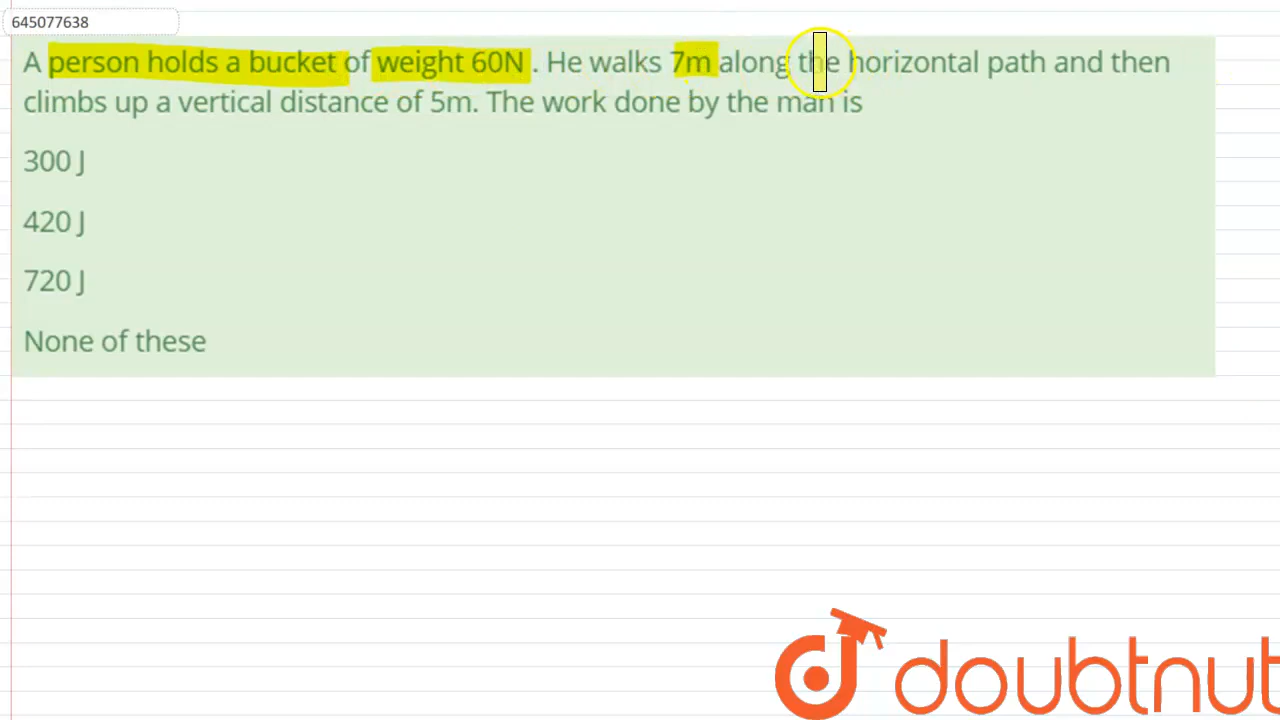 645077638
A person holds a bucket of weight 60N . He walks 7m along the horizontal path and then
climbs up a vertical distance of 5m. The work done by the man is
300 J
420 J
720 J
None of these
doubtnut